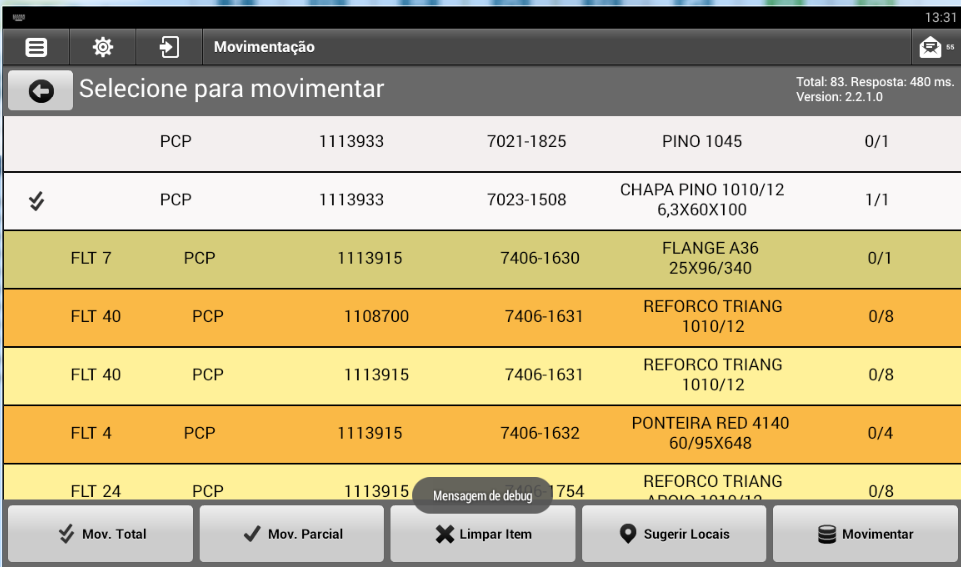 13:31
Movimentação
55
Selecione para movimentar
Total: 83. Resposta: 480 ms.
Version: 2.2.1.0
PCP 1113933 7021-1825 PINO 1045 0/1
PCP 1113933 7023-1508 CHAPA PINO 1010/12 1/1
6,3X60X100
FLT 7 PCP 1113915 7406-1630 FLANGE A36 0/1
25X96/340
FLT 40 PCP 1108700 7406-1631 REFORCO TRIANG 0/8
1010/12
FLT 40 PCP 1113915 7406-1631 REFORCO TRIANG 0/8
1010/12
FLT 4 PCP 1113915 7406-1632 PONTEIRA RED 4140 0/4
60/95X648
FLT 24 PCP 1113915 7406-1754 REFORCO TRIANG 0/8
APOIO 1010/12
Mensagem de debug
Mov. Total Mov. Parcial Limpar Item Sugerir Locais Movimentar